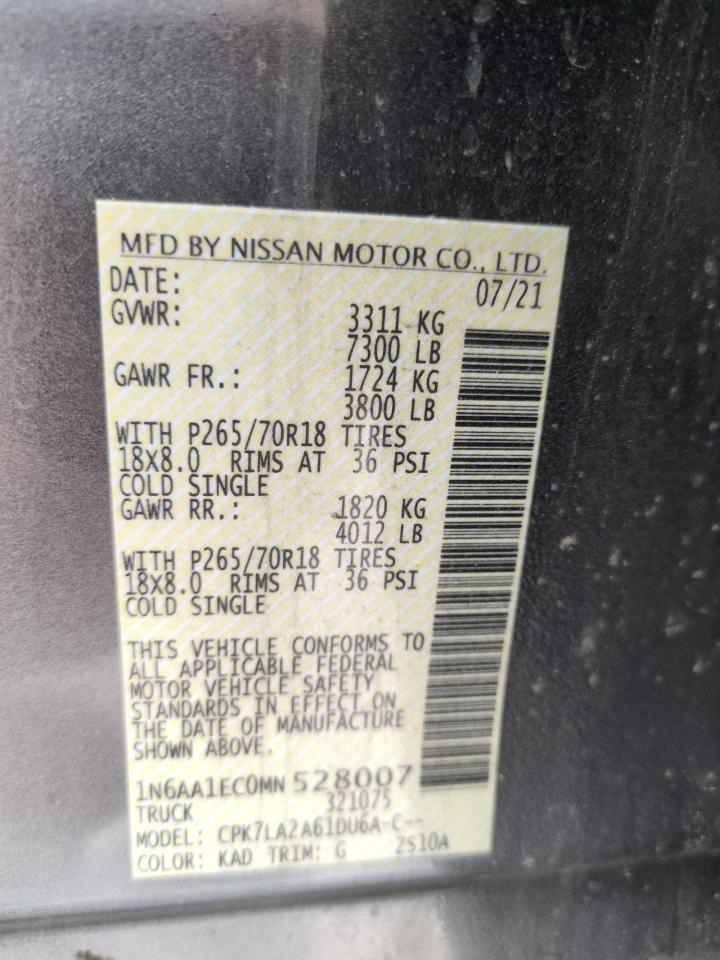 MFD BY NISSAN MOTOR CO., LTD.
DATE: 07/21
GVWR: 3311 KG
7300 LB
GAWR FR.: 1724 KG
3800 LB
WITH P265/70R18 TIRES
18X8.0 RIMS AT 36 PSI
COLD SINGLE
GAWR RR.: 1820 KG
4012 LB
WITH P265/70R18 TIRES
18X8.0 RIMS AT 36 PSI
COLD SINGLE
THIS VEHICLE CONFORMS TO
ALL APPLICABLE FEDERAL
MOTOR VEHICLE SAFETY
STANDARDS IN EFFECT ON
THE DATE OF MANUFACTURE
SHOWN ABOVE.
1N6AA1EC0MN528007
TRUCK 321075
MODEL: CPK7LA2A61DU6A-C--
COLOR: KAD TRIM: G 2S10A